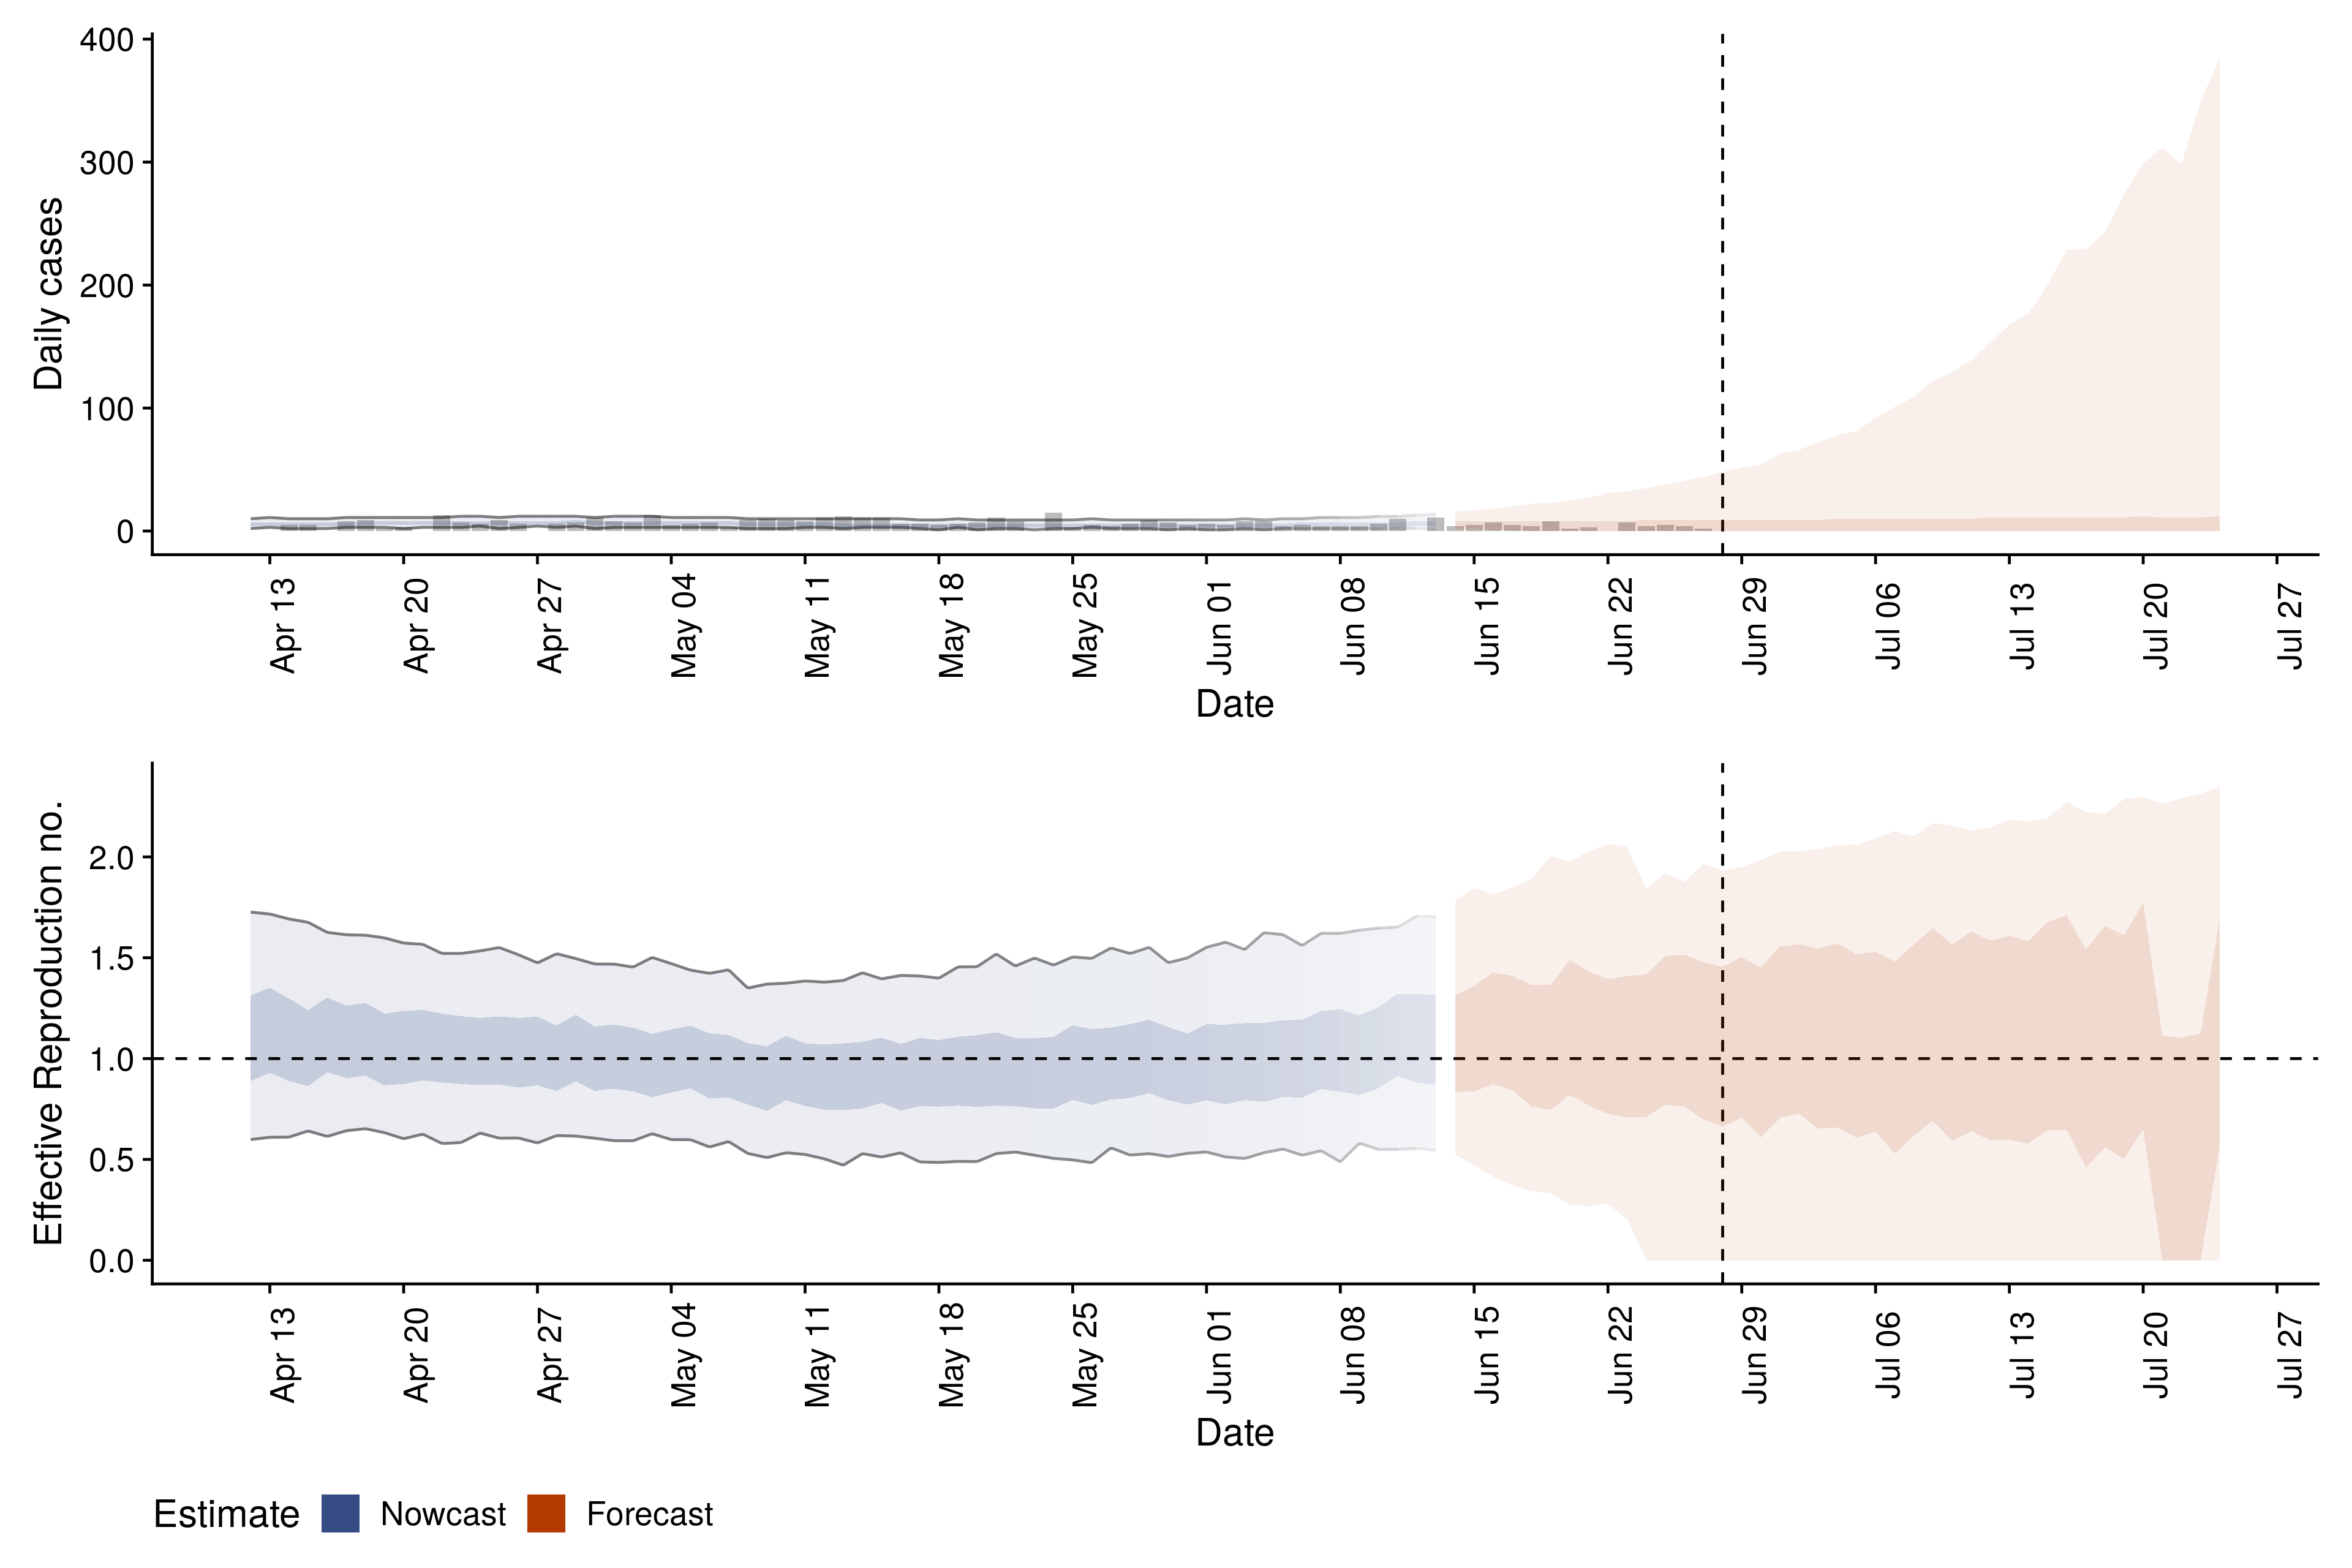 400
300
200
100
0
Daily cases
Apr 13
Apr 20
Apr 27
May 04
May 11
May 18
May 25
Jun 01
Jun 08
Jun 15
Jun 22
Jun 29
Jul 06
Jul 13
Jul 20
Jul 27
Date
2.0
1.5
1.0
0.5
0.0
Effective Reproduction no.
Apr 13
Apr 20
Apr 27
May 04
May 11
May 18
May 25
Jun 01
Jun 08
Jun 15
Jun 22
Jun 29
Jul 06
Jul 13
Jul 20
Jul 27
Date
Estimate Nowcast Forecast